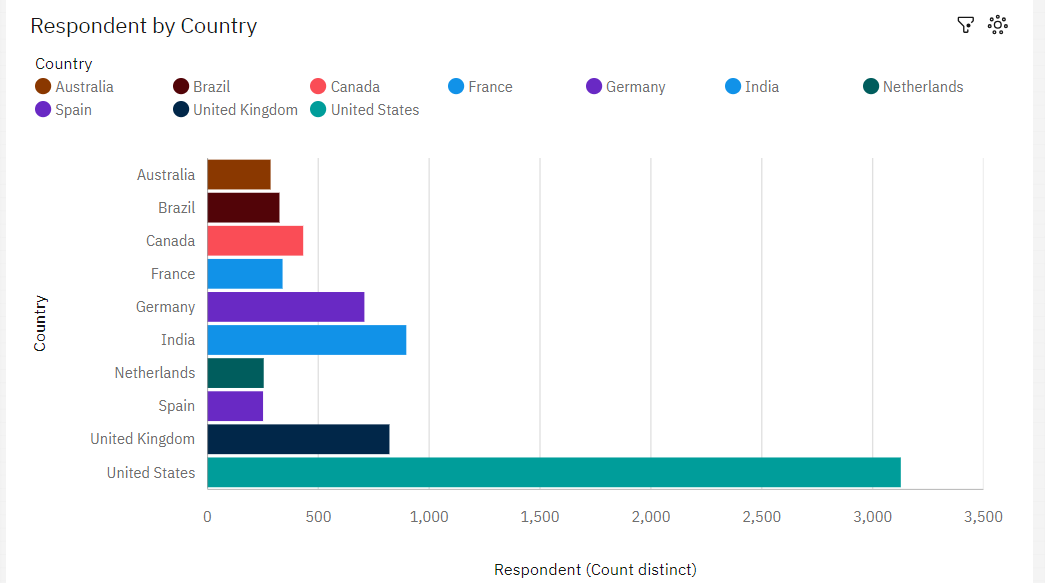 Respondent by Country
Country
Australia Brazil Canada France Germany India Netherlands
Spain United Kingdom United States
Australia
Brazil
Canada
France
Germany
India
Netherlands
Spain
United Kingdom
United States
Country
0 500 1,000 1,500 2,000 2,500 3,000 3,500
Respondent (Count distinct)